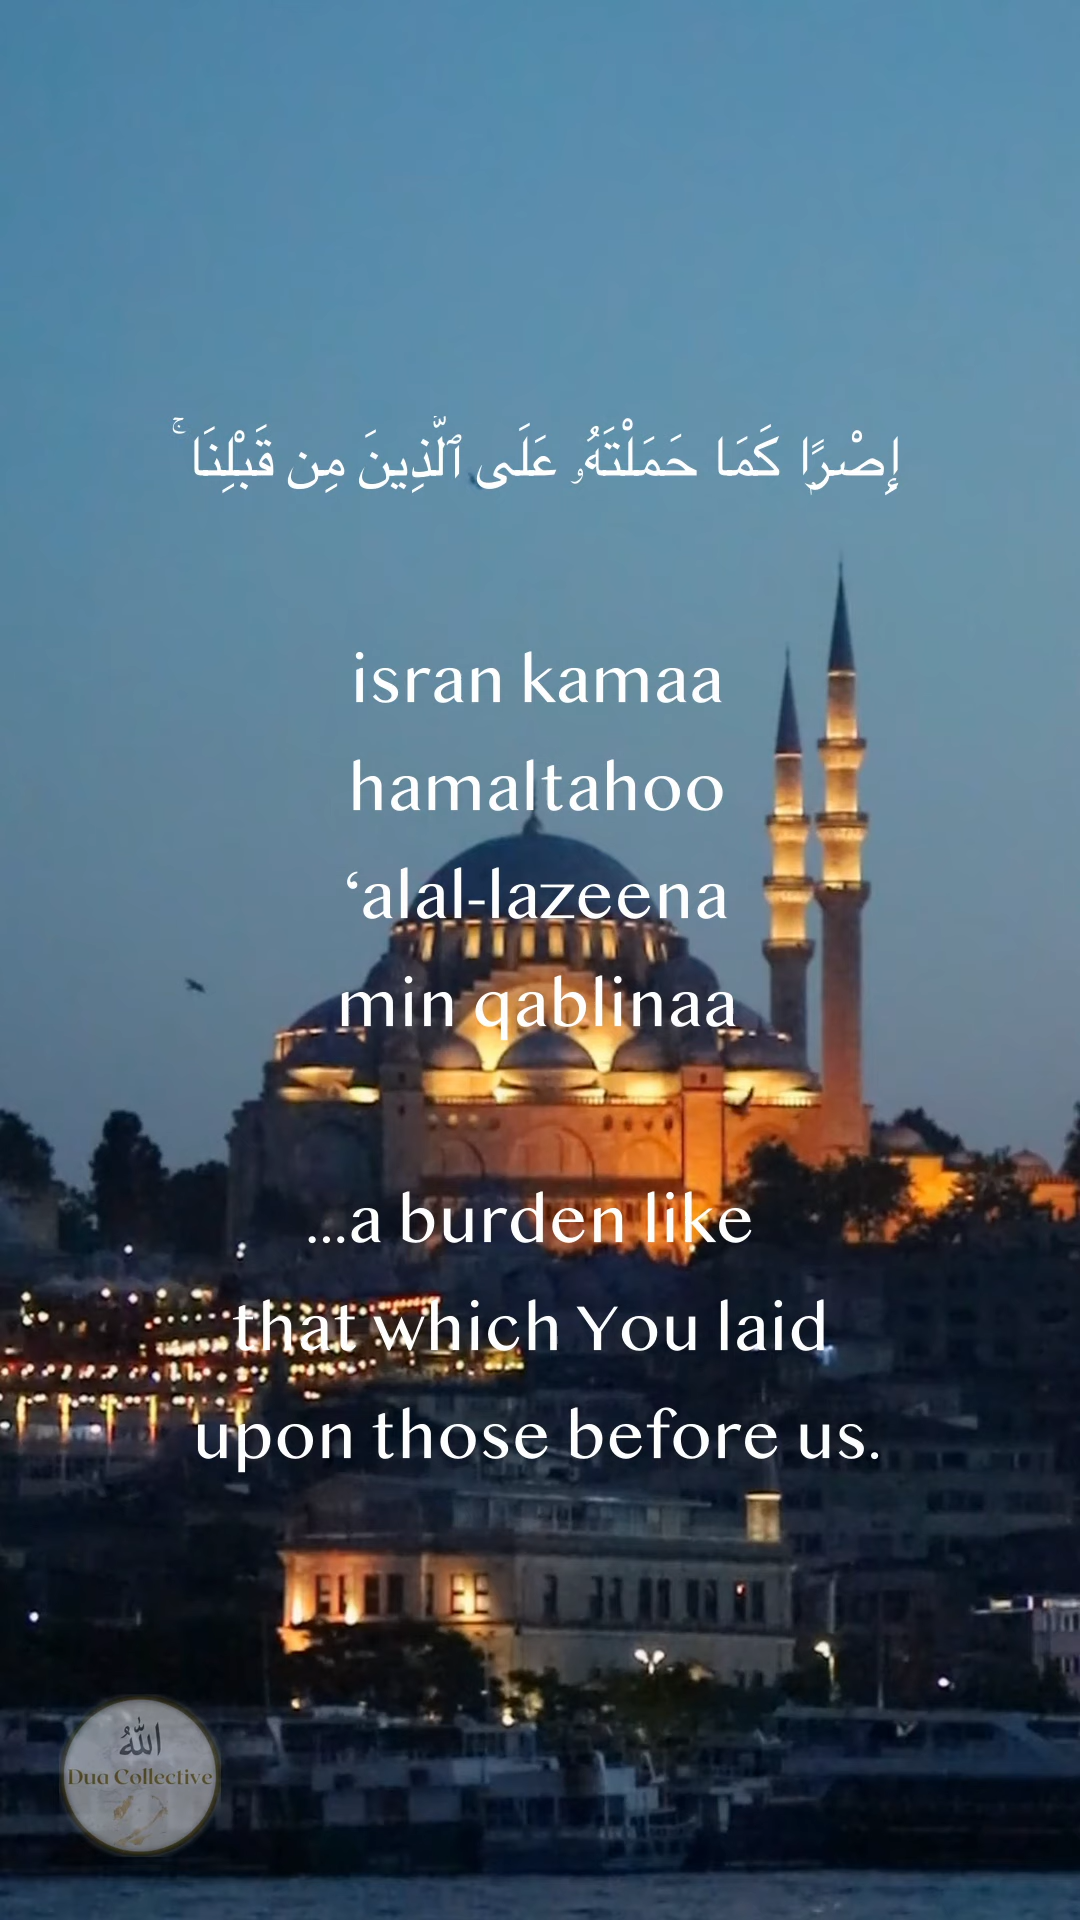 إِصْرًۭا كَمَا حَمَلْتَهُۥ عَلَى ٱلَّذِينَ مِن قَبْلِنَا ۚ
isran kamaa
hamaltahoo
‘alal-lazeena
min qablinaa
...a burden like
that which You laid
upon those before us.
اللهُ
Dua Collective